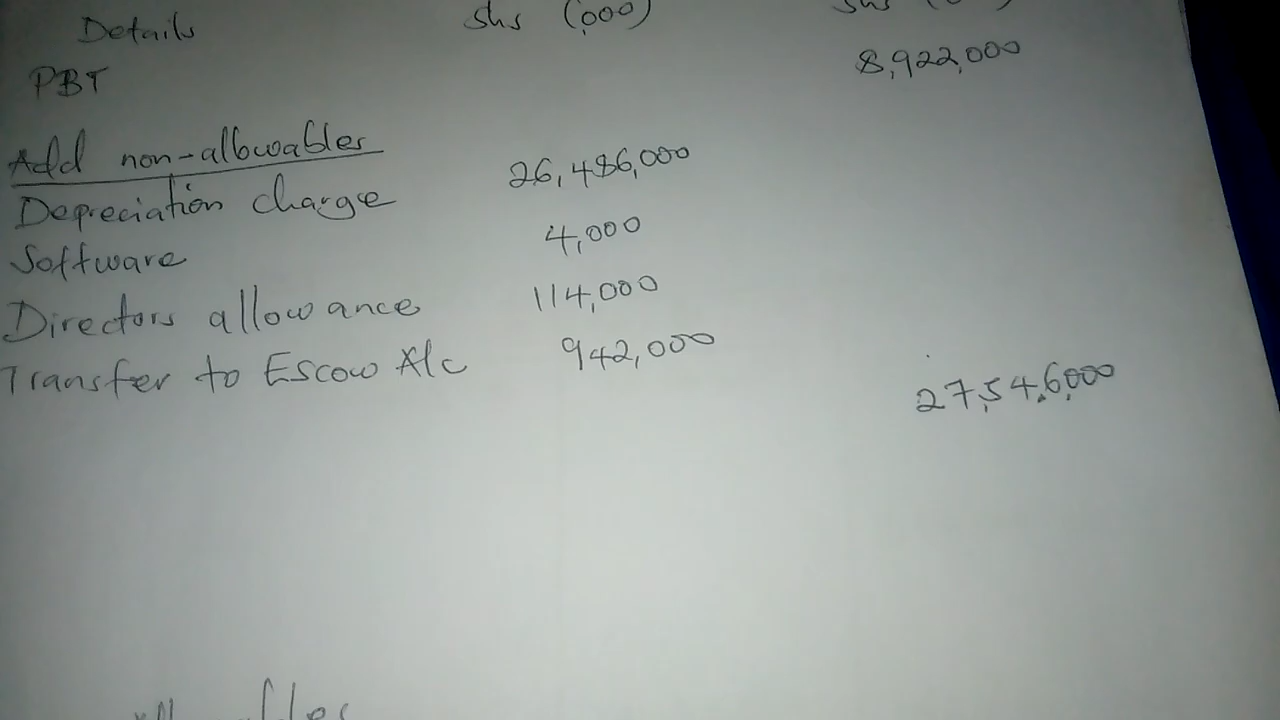 Details shs (,000) shs
PBT 8,922,000
Add non-allowables
Depreciation charge 26,486,000
Software 4,000
Directors allowance 114,000
Transfer to Escow A/c 942,000
27,546,000